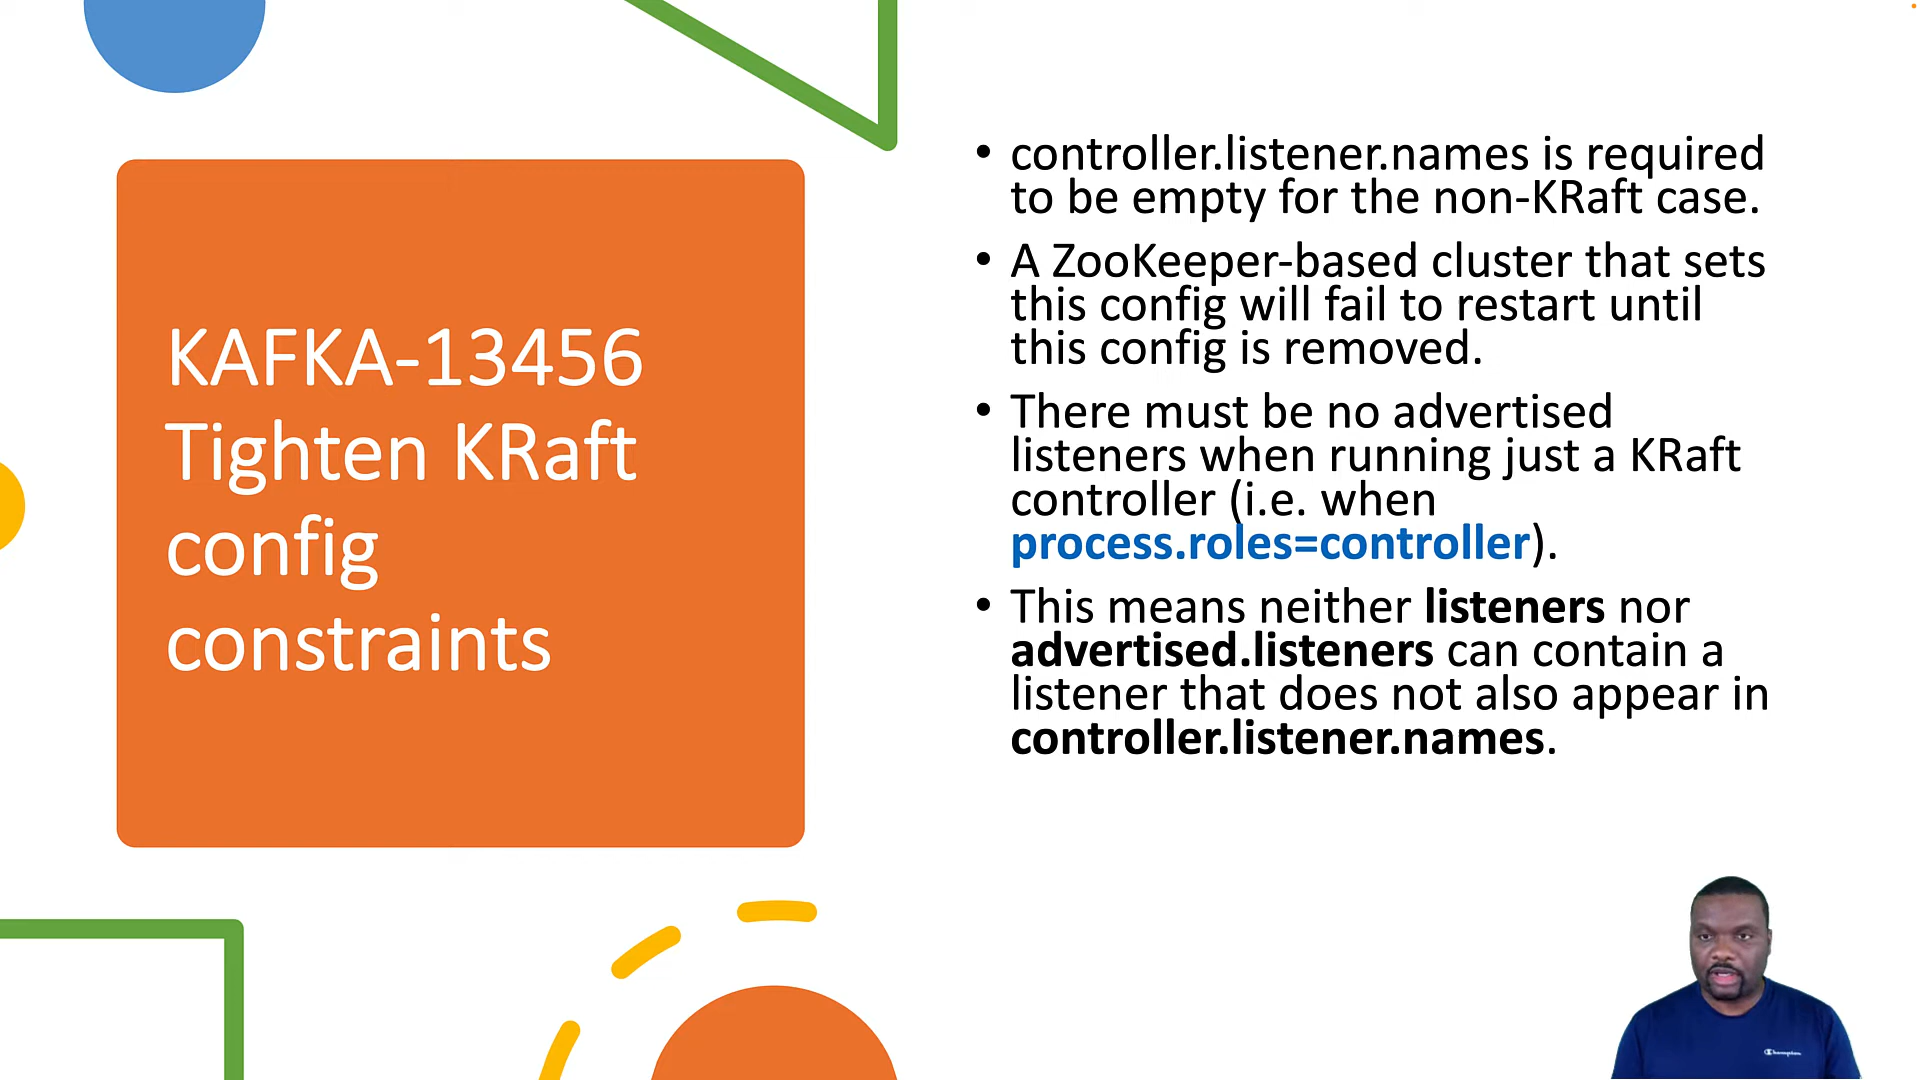 KAFKA-13456
Tighten KRaft
config
constraints
• controller.listener.names is required
to be empty for the non-KRaft case.
• A ZooKeeper-based cluster that sets
this config will fail to restart until
this config is removed.
• There must be no advertised
listeners when running just a KRaft
controller (i.e. when
process.roles=controller).
• This means neither listeners nor
advertised.listeners can contain a
listener that does not also appear in
controller.listener.names.
Champion